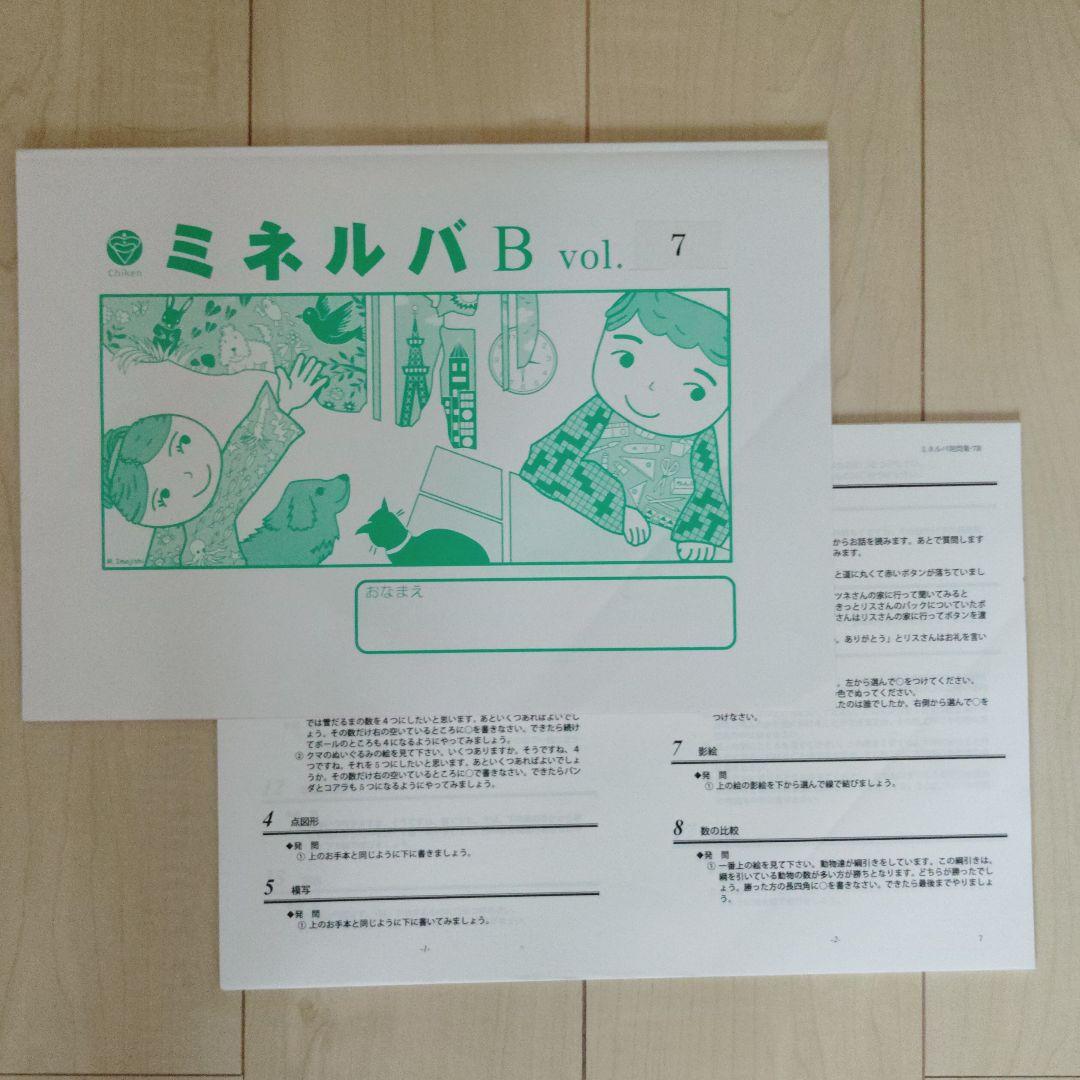 Chiken
ミネルバ B vol. 7
M. Imajishi
おなまえ
ミネルバ発問集-7B
からお話を読みます。あとで質問します
みます。
と道に丸くて赤いボタンが落ちていまし
ツネさんの家に行って聞いてみると
きっとリスさんのバックについていたボ
さんはリスさんの家に行ってボタンを渡
。ありがとう」とリスさんはお礼を言い
、左から選んで○をつけてください。
色でぬってください。
たのは誰でしたか。右側から選んで○を
つけなさい。
では雪だるまの数を４つにしたいと思います。あといくつあればよいでし
ょう。その数だけ右の空いているところに○を書きなさい。できたら続け
てボールのところも４になるようにやってみましょう。
② クマのぬいぐるみの絵を見て下さい。いくつありますか。そうですね、４
つですね。それを５つにしたいと思います。あといくつあればよいでしょ
うか。その数だけ右の空いているところに○で書きなさい。できたらパン
ダとコアラも５つになるようにやってみましょう。
4 点図形
◆発 問
① 上のお手本と同じように下に書きましょう。
5 模写
◆発 問
① 上のお手本と同じように下に書いてみましょう。
-1-
7 影絵
◆発 問
① 上の絵の影絵を下から選んで線で結びましょう。
8 数の比較
◆発 問
① 一番上の絵を見て下さい。動物達が綱引きをしています。この綱引きは、
綱を引いている動物の数が多い方が勝ちとなります。どちらが勝ったでし
ょう。勝った方の長四角に○を書きなさい。できたら最後までやりましょ
う。
-2-
7